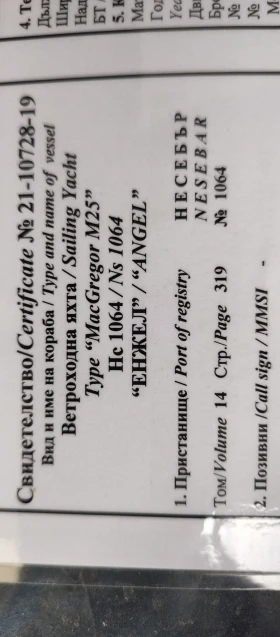 Свидетелство/Certificate № 21-10728-19
Вид и име на кораба / Type and name of vessel
Ветроходна яхта / Sailing Yacht
Type “MacGregor M25”
Нс 1064 / Ns 1064
“ЕНЖЕЛ” / “ANGEL”
1. Пристанище / Port of registry НЕСЕБЪР
NESEBAR
Том/Volume 14 Стр./Page 319 № 1064
2. Позивни /Call sign / MMSI -